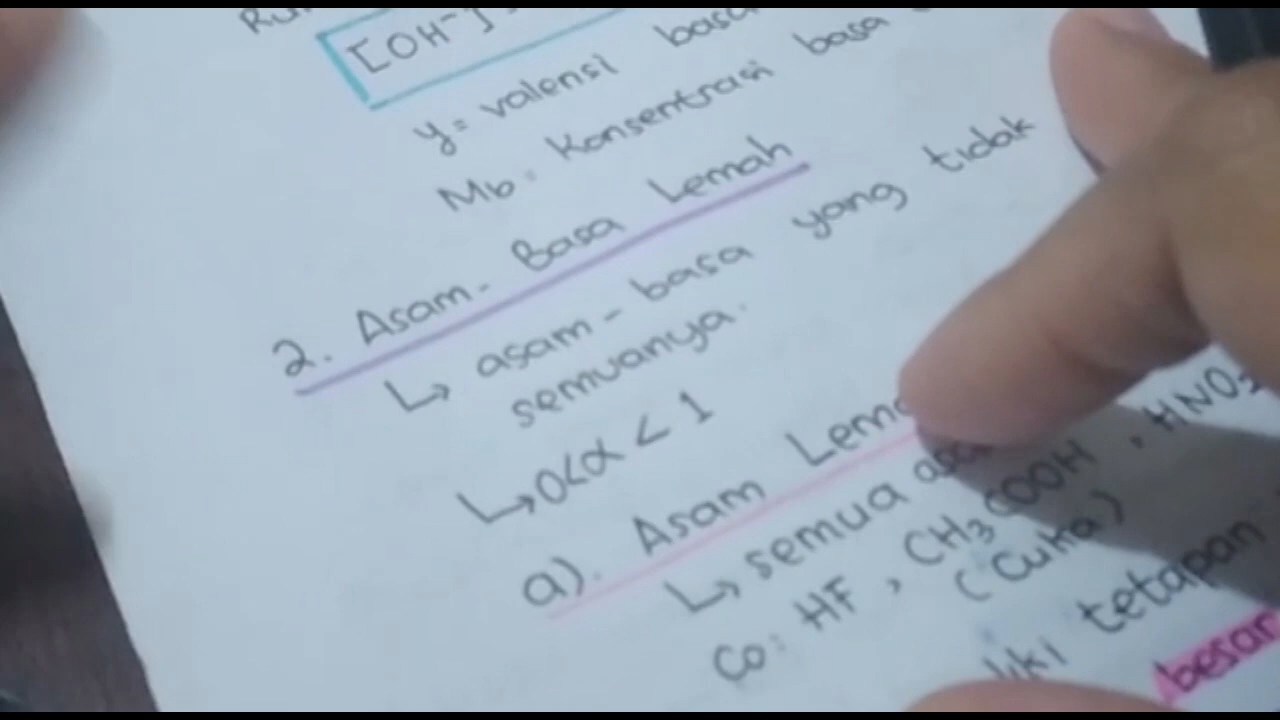 [OH⁻]
y = valensi basa
Mb = Konsentrasi basa
2. Asam - Basa Lemah
↳ asam - basa yang tidak
semuanya.
↳ 0<α < 1
a). Asam
↳ semua
Co: HF, CH₃COOH, HNO₃
(Cuka)
tetapan
besar